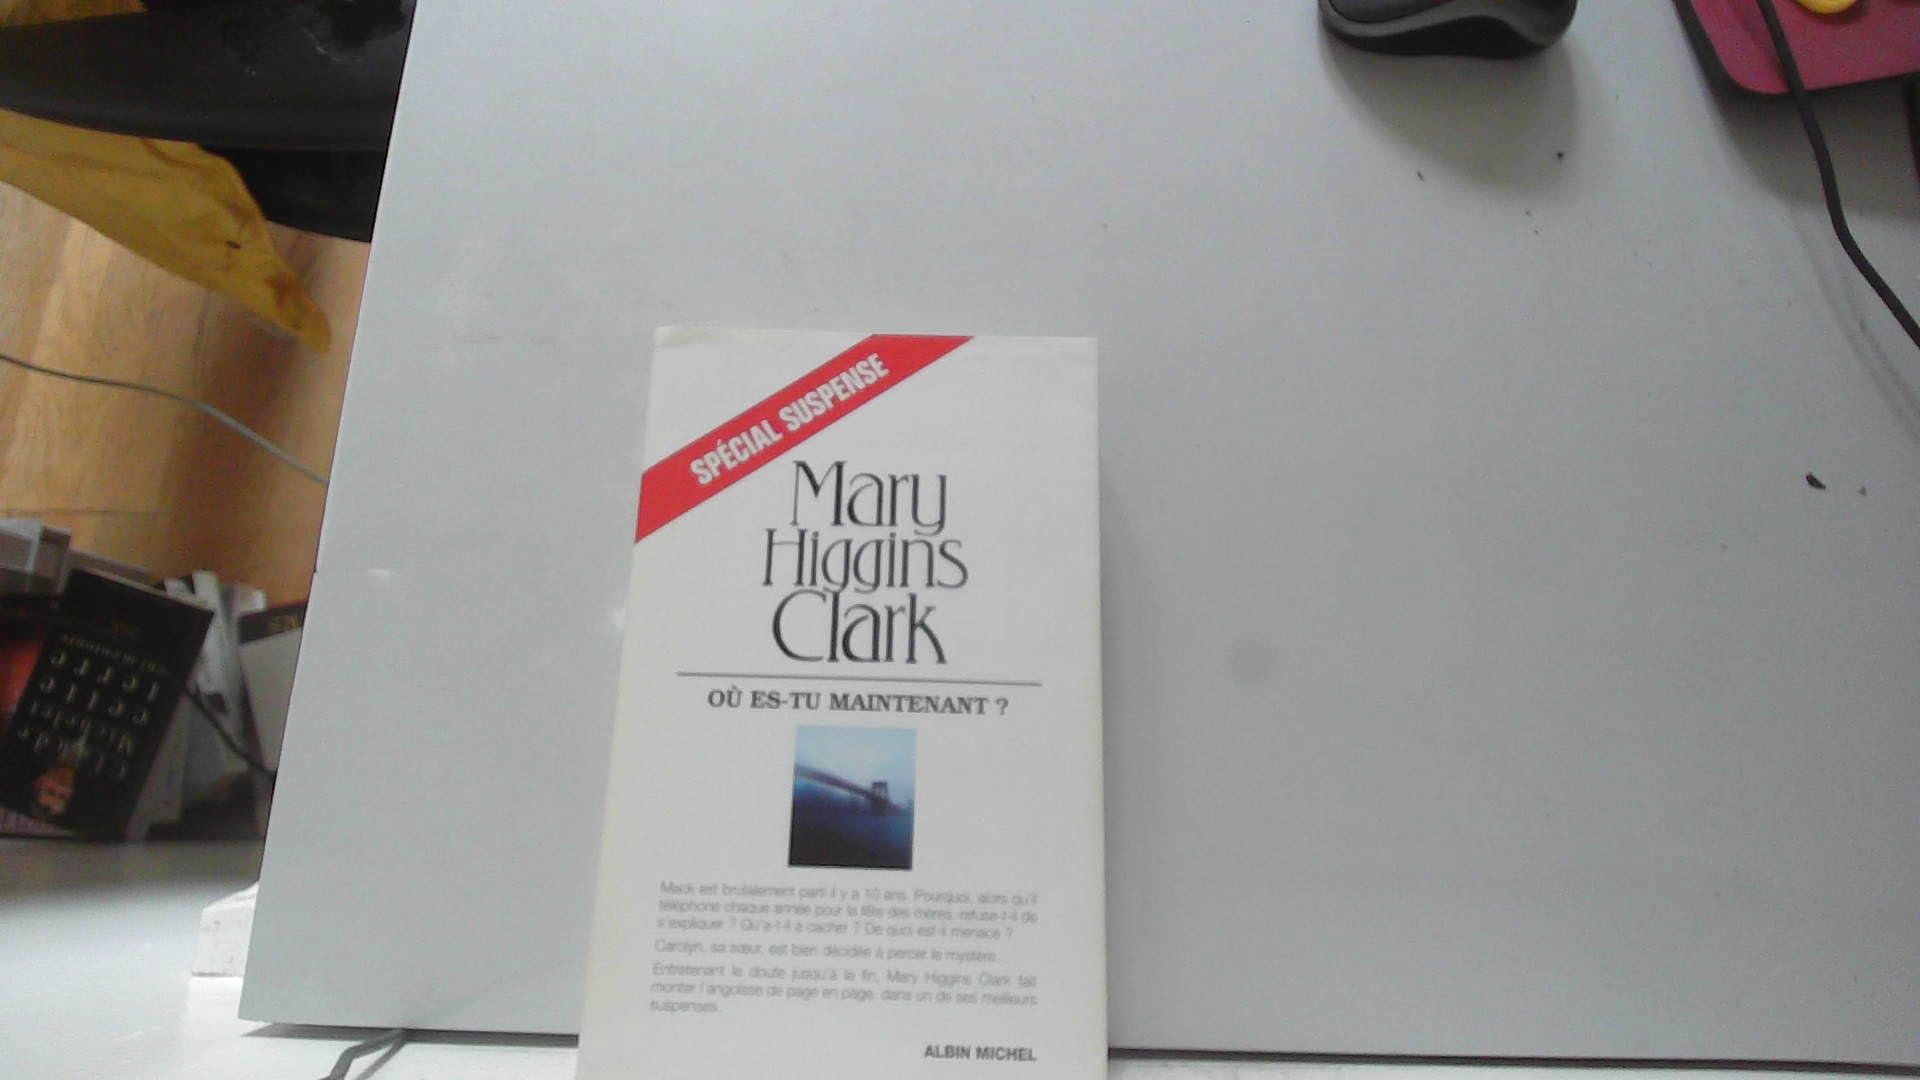 SPÉCIAL SUSPENSE
Mary
Higgins
Clark
OÙ ES-TU MAINTENANT ?
Mack est brutalement parti il y a 10 ans. Pourquoi, alors qu'il
téléphone chaque année pour la fête des mères, refuse-t-il de
s'expliquer ? Qu'a-t-il à cacher ? De quoi est-il menacé ?
Carolyn, sa sœur, est bien décidée à percer le mystère...
Entretenant le doute jusqu'à la fin, Mary Higgins Clark fait
monter l'angoisse de page en page, dans un de ses meilleurs
suspenses.
ALBIN MICHEL